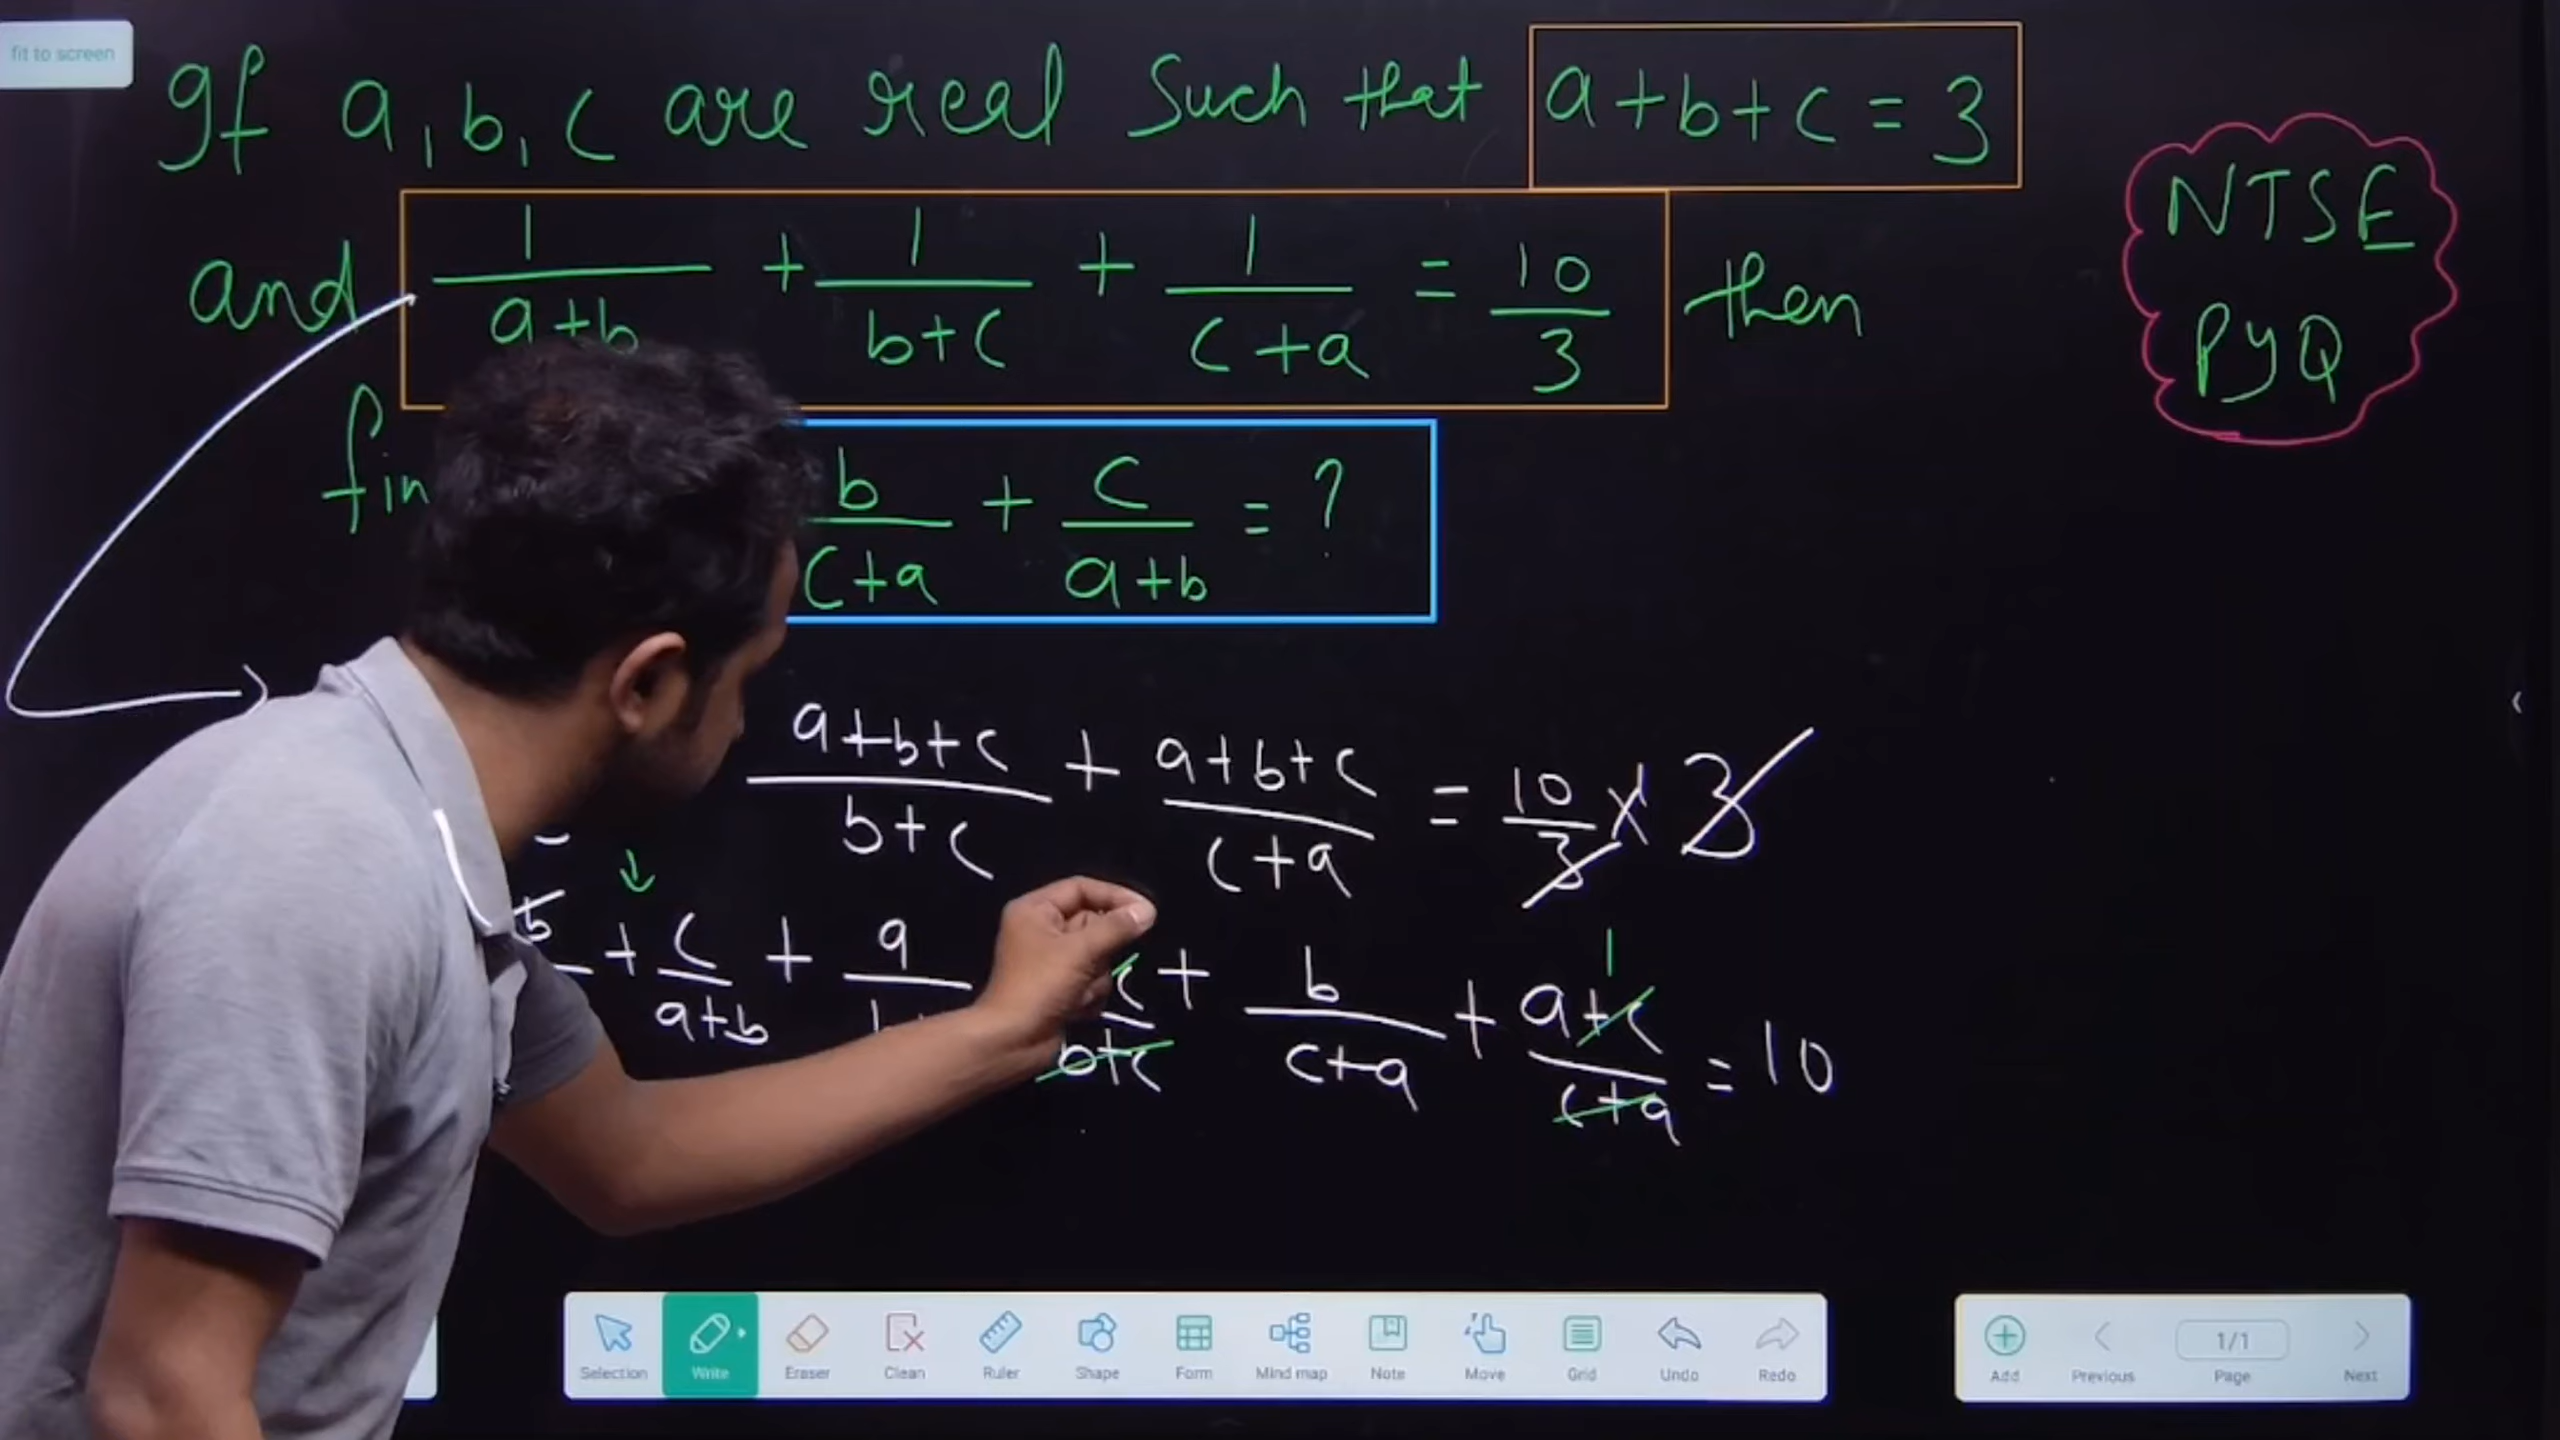 fit to screen
If a, b, c are real such that a+b+c = 3
and 1/(a+b) + 1/(b+c) + 1/(c+a) = 10/3 then
NTSE
PYQ
fin b/(c+a) + c/(a+b) = ?
(a+b+c)/(b+c) + (a+b+c)/(c+a) = 10/3 × 3
+ c/(a+b) + a + b/(c+a) + (a+c)/(c+a) = 10
1
Selection Write Eraser Clean Ruler Shape Form Mind map Note Move Grid Undo Redo
Add Previous 1/1 Page Next